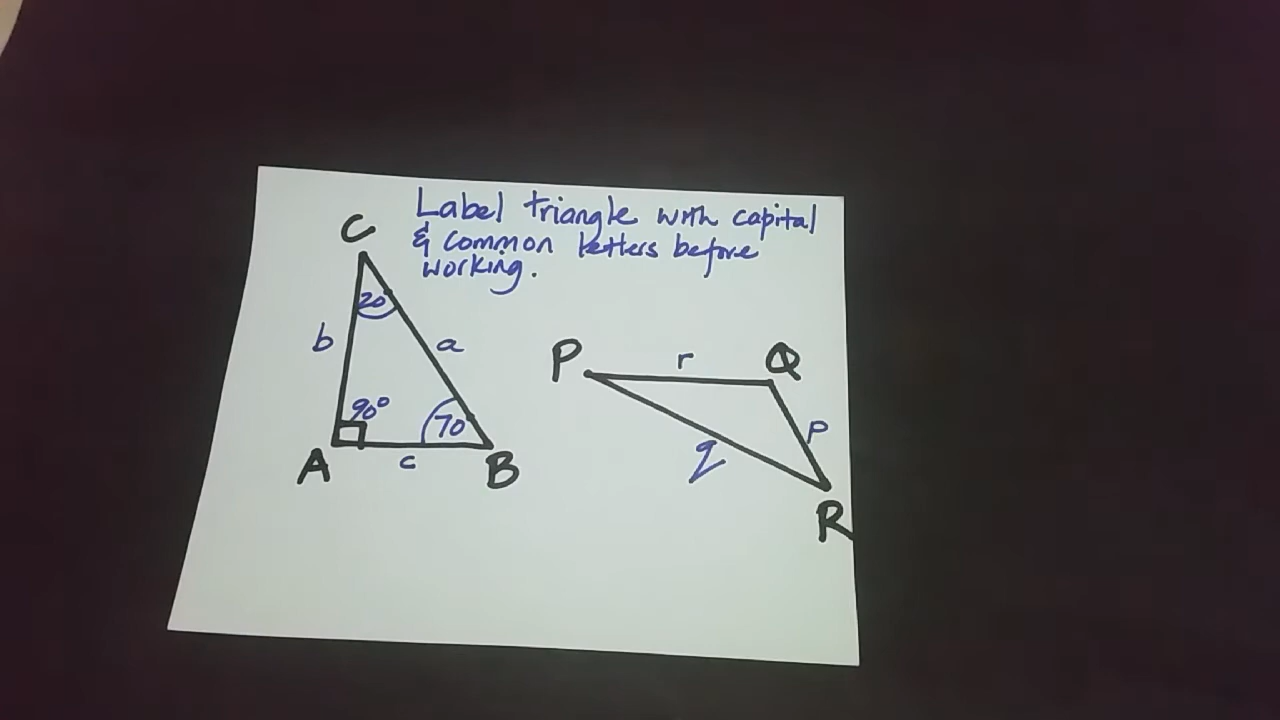 Label triangle with capital
& common letters before
working.
C
20
b
a
90°
70
A
c
B
P
r
Q
p
q
R